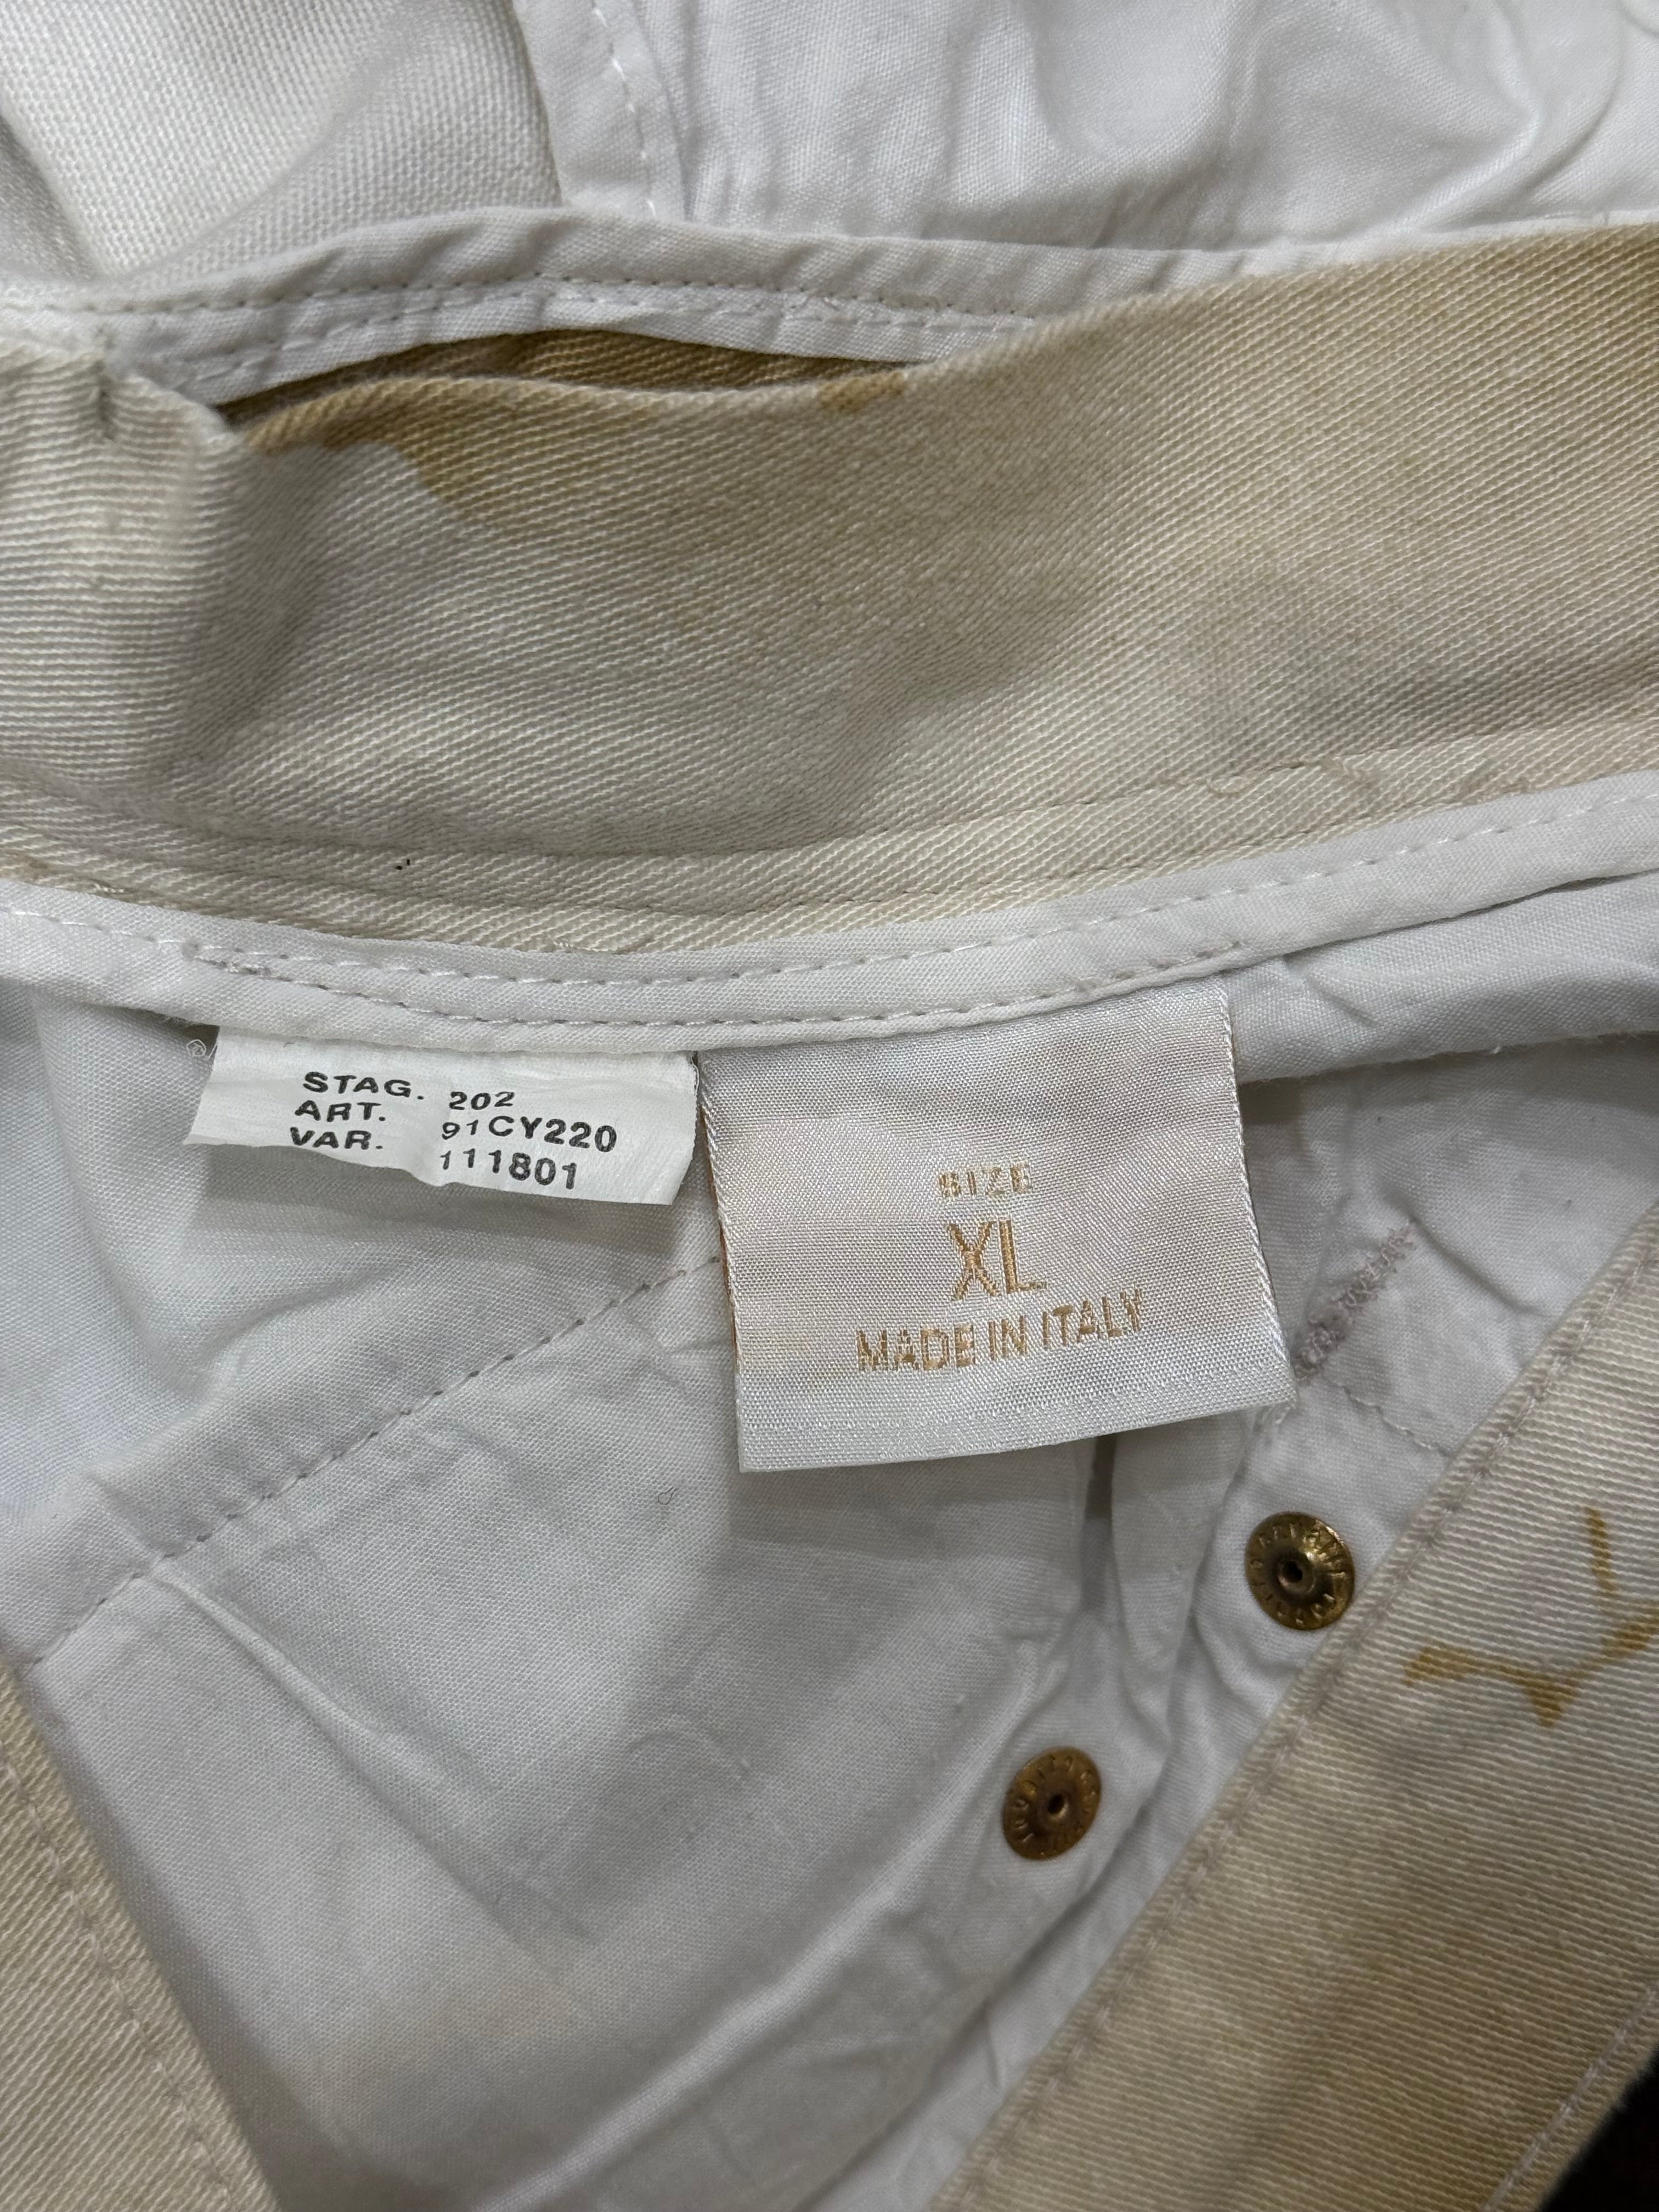 STAG. 202
ART. 91CY220
VAR. 111801
SIZE
XL
MADE IN ITALY